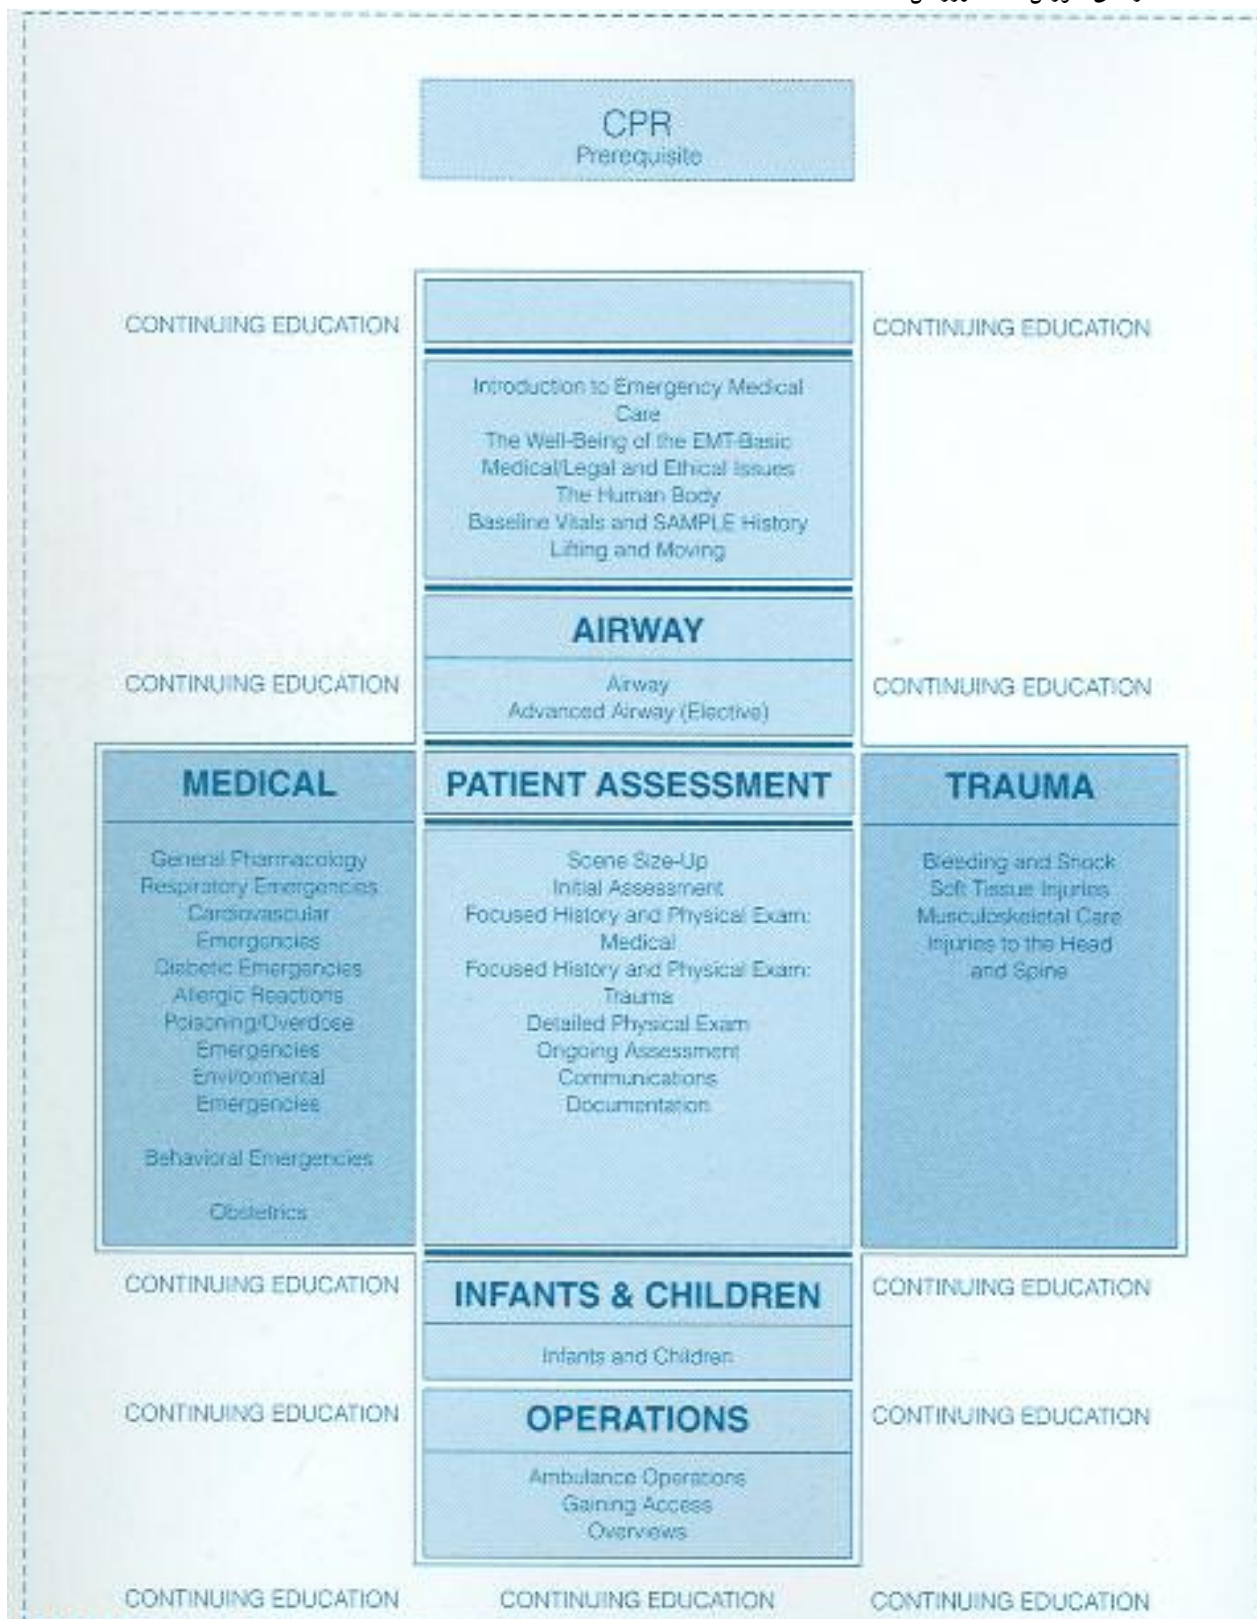 CPR
Prerequisite
CONTINUING EDUCATION
CONTINUING EDUCATION
Introduction to Emergency Medical
Care
The Well-Being of the EMT-Basic
Medical/Legal and Ethical Issues
The Human Body
Baseline Vitals and SAMPLE History
Lifting and Moving
AIRWAY
CONTINUING EDUCATION
Airway
Advanced Airway (Elective)
CONTINUING EDUCATION
MEDICAL
General Pharmacology
Respiratory Emergencies
Cardiovascular
Emergencies
Diabetic Emergencies
Allergic Reactions
Poisoning/Overdose
Emergencies
Environmental
Emergencies
Behavioral Emergencies
Obstetrics
PATIENT ASSESSMENT
Scene Size-Up
Initial Assessment
Focused History and Physical Exam:
Medical
Focused History and Physical Exam:
Trauma
Detailed Physical Exam
Ongoing Assessment
Communications
Documentation
TRAUMA
Bleeding and Shock
Soft Tissue Injuries
Musculoskeletal Care
Injuries to the Head
and Spine
CONTINUING EDUCATION
INFANTS & CHILDREN
CONTINUING EDUCATION
Infants and Children
CONTINUING EDUCATION
OPERATIONS
CONTINUING EDUCATION
Ambulance Operations
Gaining Access
Overviews
CONTINUING EDUCATION
CONTINUING EDUCATION
CONTINUING EDUCATION